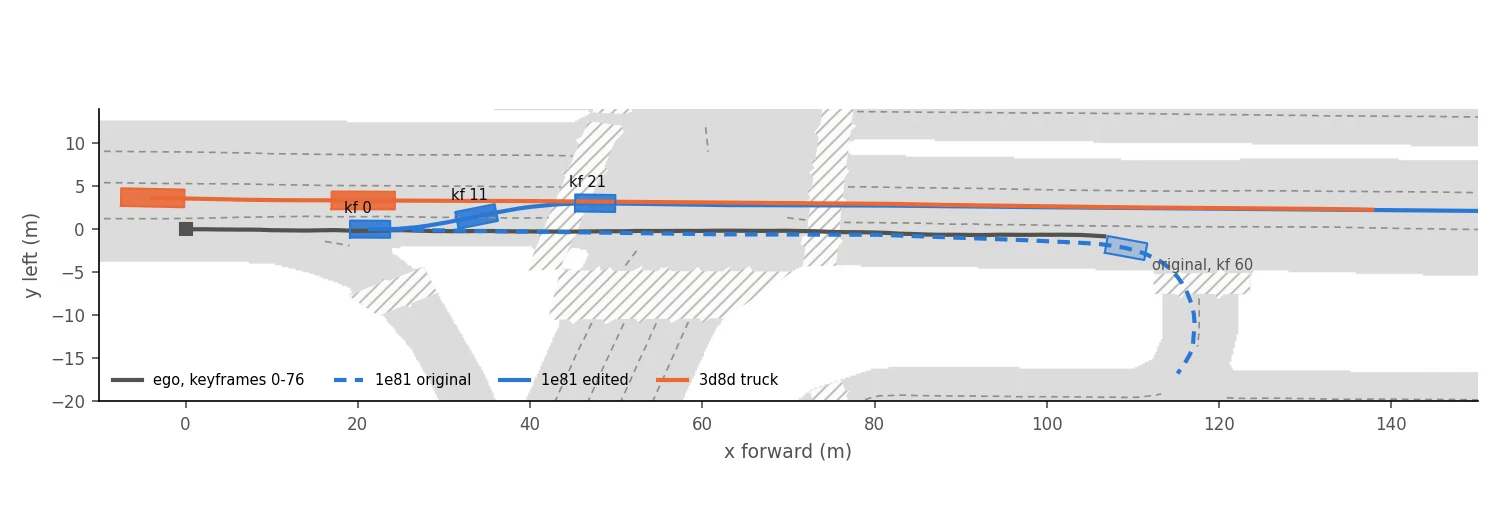 10
5
0
−5
−10
−15
−20
y left (m)
kf 0
kf 11
kf 21
original, kf 60
ego, keyframes 0-76
1e81 original
1e81 edited
3d8d truck
0 20 40 60 80 100 120 140
x forward (m)